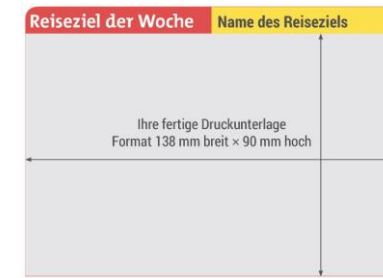 Reiseziel der Woche Name des Reiseziels
Ihre fertige Druckunterlage
Format 138 mm breit × 90 mm hoch